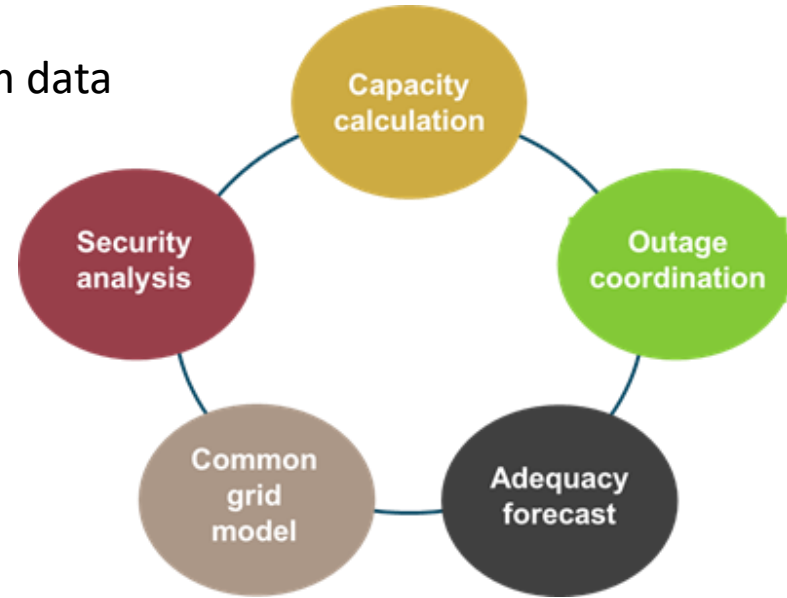 data
Capacity
calculation
Outage
coordination
Adequacy
forecast
Common
grid
model
Security
analysis